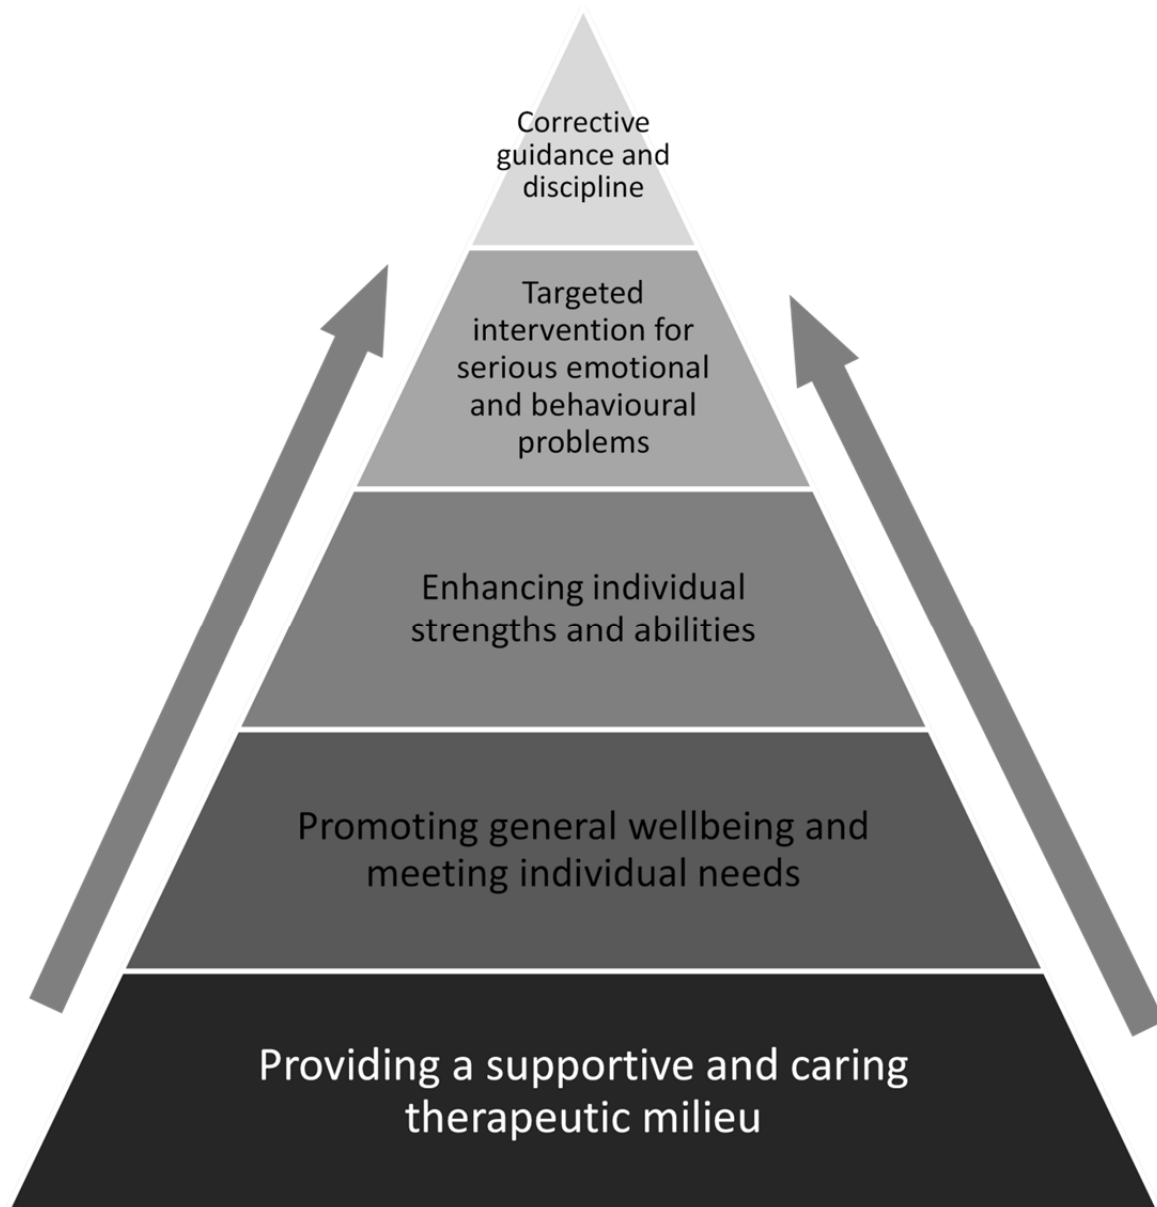 Corrective
guidance and
discipline
Targeted
intervention for
serious emotional
and behavioural
problems
Enhancing individual
strengths and abilities
Promoting general wellbeing and
meeting individual needs
Providing a supportive and caring
therapeutic milieu